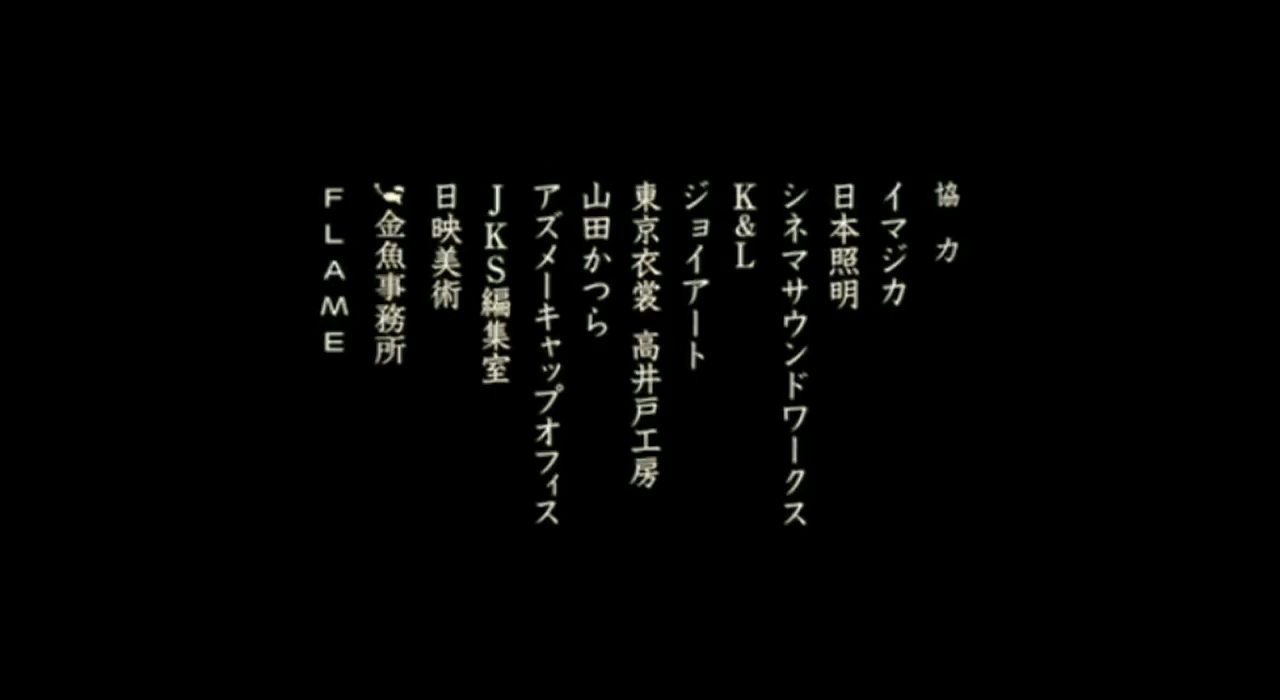 協力
イマジカ
日本照明
シネマサウンドワークス
K&L
ジョイアート
東京衣裳 高井戸工房
山田かつら
アズメーキャップオフィス
JKS編集室
日映美術
金魚事務所
FLAME